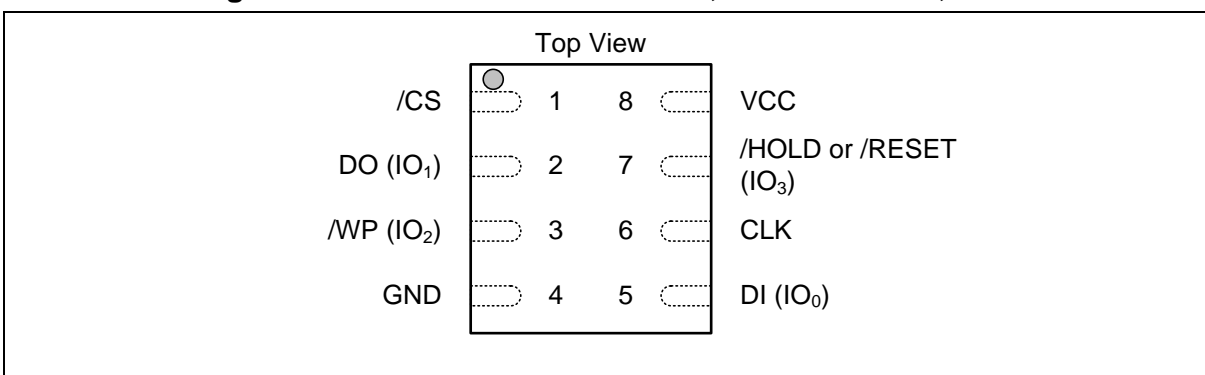 Top View
/CS 1 8 VCC
DO (IO₁) 2 7 /HOLD or /RESET
(IO₃)
/WP (IO₂) 3 6 CLK
GND 4 5 DI (IO₀)